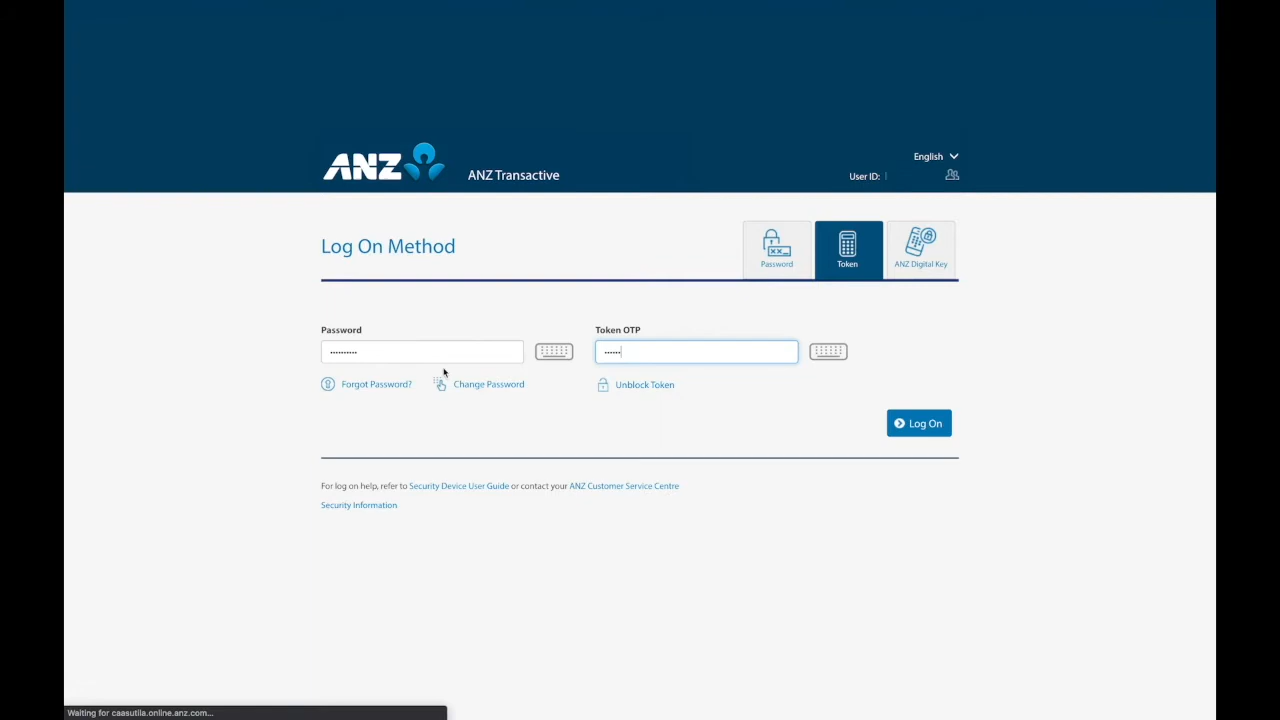 ANZ
ANZ Transactive
English
User ID:
Log On Method
Password
Token
ANZ Digital Key
Password
Token OTP
••••••••••
••••••
Forgot Password?
Change Password
Unblock Token
Log On
For log on help, refer to Security Device User Guide or contact your ANZ Customer Service Centre
Security Information
Waiting for caasutila.online.anz.com...